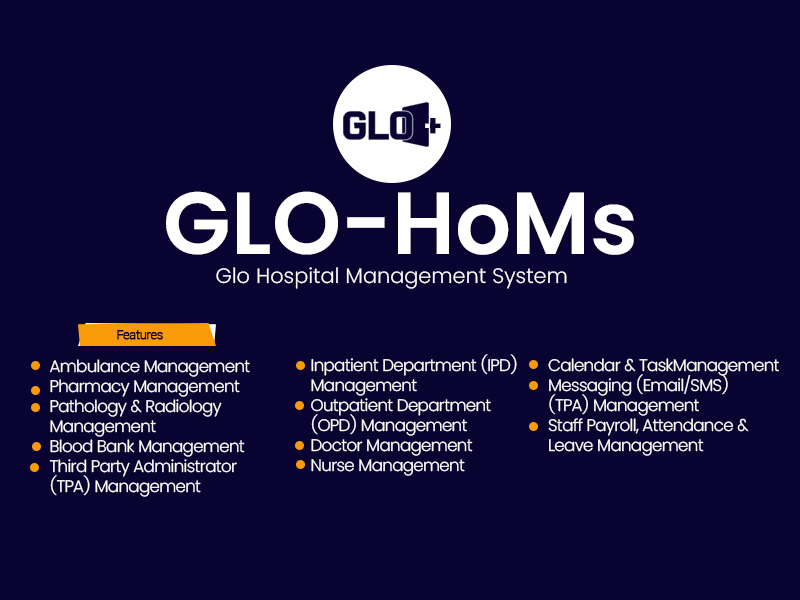 GLO+
GLO-HoMs
Glo Hospital Management System
Features
Ambulance Management
Pharmacy Management
Pathology & Radiology
Management
Blood Bank Management
Third Party Administrator
(TPA) Management
Inpatient Department (IPD)
Management
Outpatient Department
(OPD) Management
Doctor Management
Nurse Management
Calendar & TaskManagement
Messaging (Email/SMS)
(TPA) Management
Staff Payroll, Attendance &
Leave Management